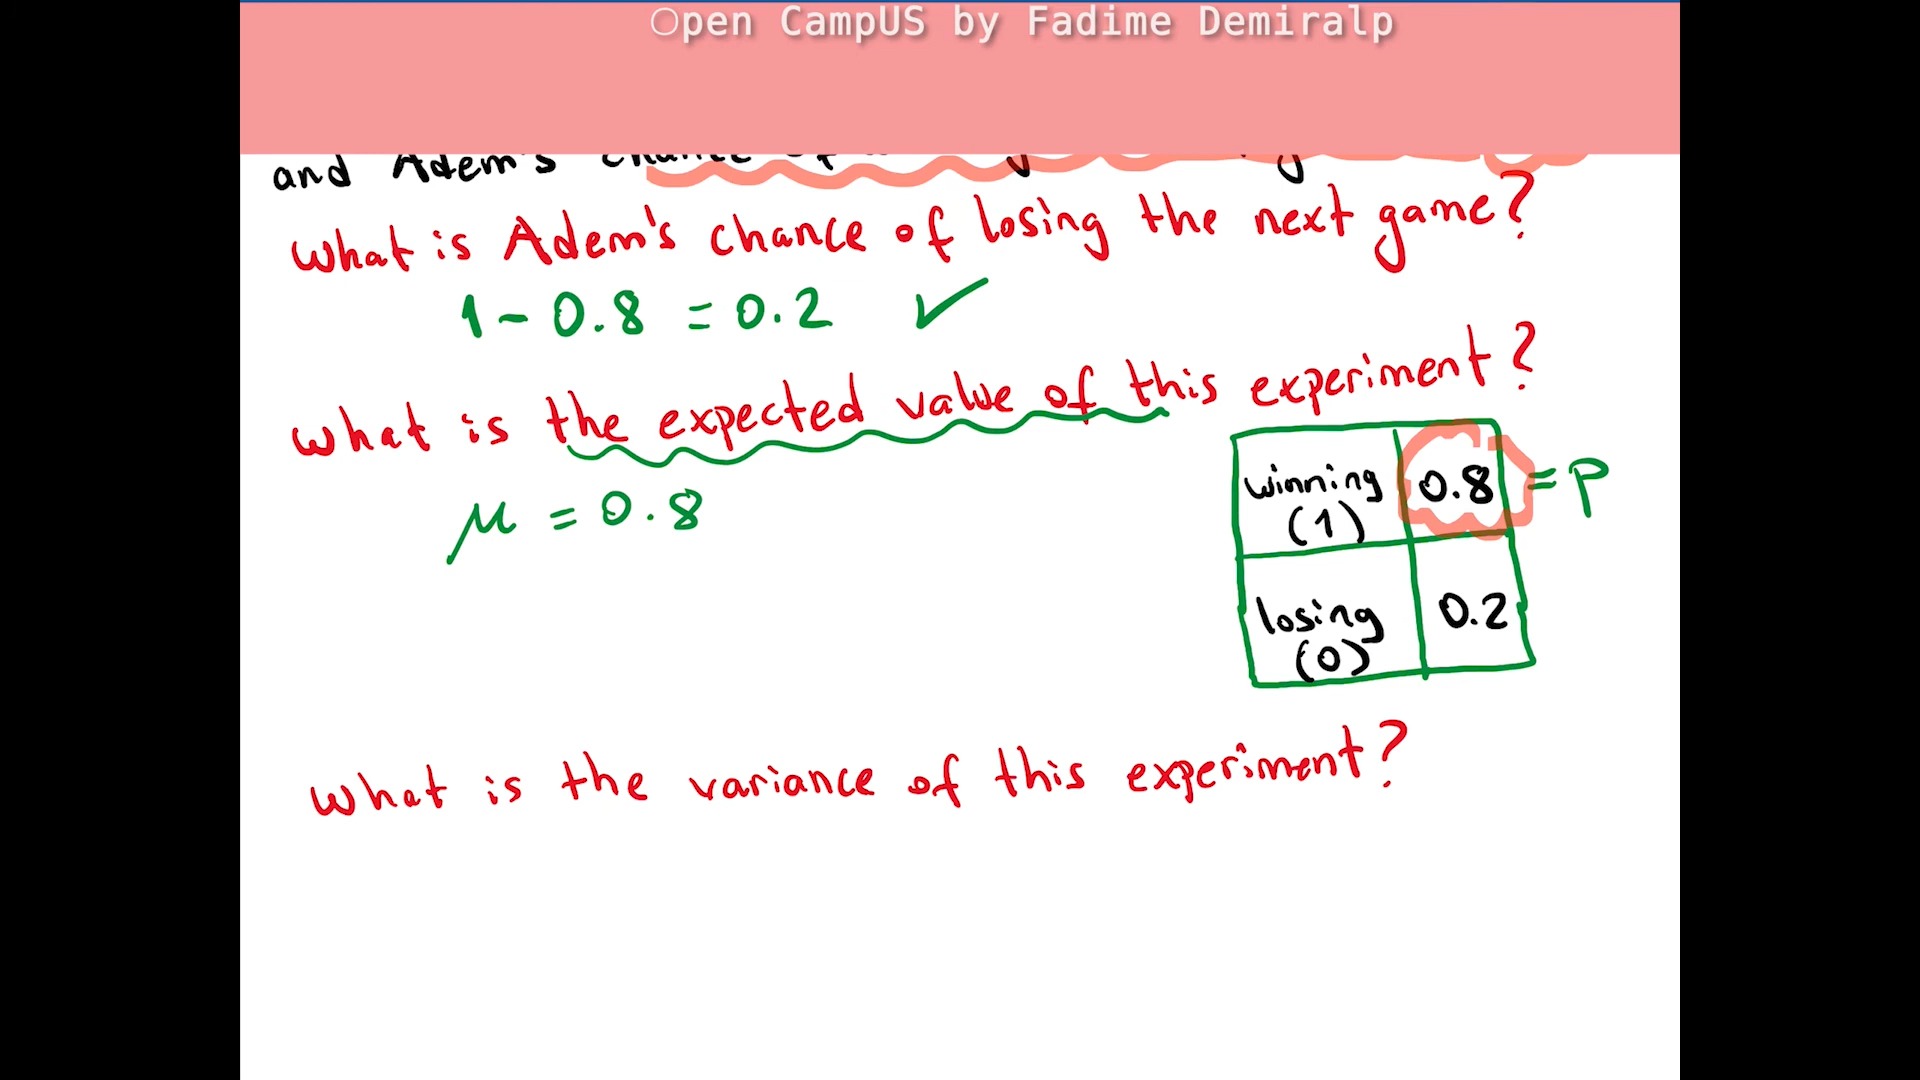 Open CampUS by Fadime Demiralp
and Adem's chance of
What is Adem's chance of losing the next game?
1 - 0.8 = 0.2 ✓
What is the expected value of this experiment?
μ = 0.8
winning (1) 0.8 = P
losing (0) 0.2
What is the variance of this experiment?